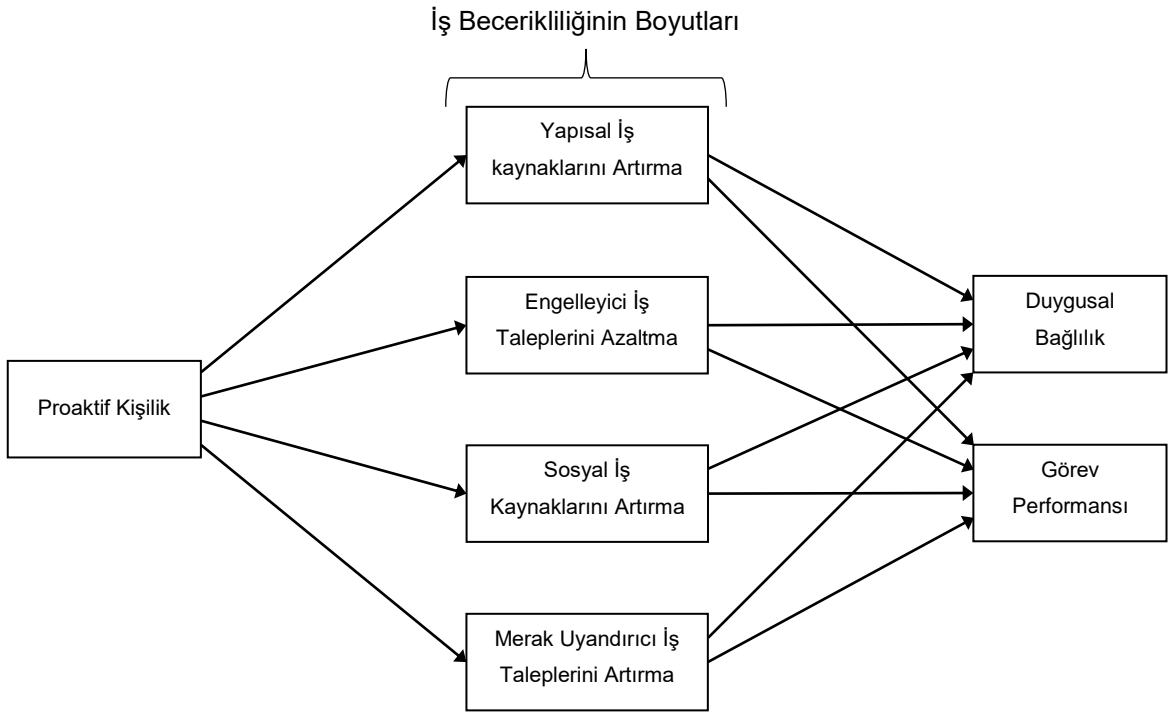 İş Becerikliliğinin Boyutları
Yapısal İş
kaynaklarını Artırma
Engelleyici İş
Taleplerini Azaltma
Duygusal
Bağlılık
Proaktif Kişilik
Sosyal İş
Kaynaklarını Artırma
Görev
Performansı
Merak Uyandırıcı İş
Taleplerini Artırma